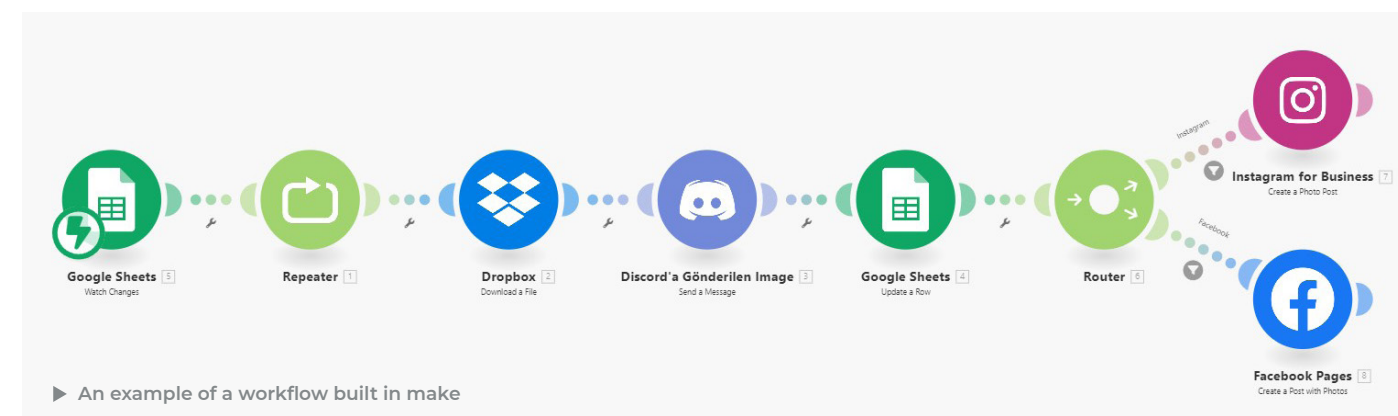 Instagram
Instagram for Business 7
Create a Photo Post
Google Sheets 5
Watch Changes
Repeater 1
Dropbox 2
Download a File
Discord'a Gönderilen Image 3
Send a Message
Google Sheets 4
Update a Row
Router 6
Facebook
Facebook Pages 8
Create a Post with Photos
An example of a workflow built in make